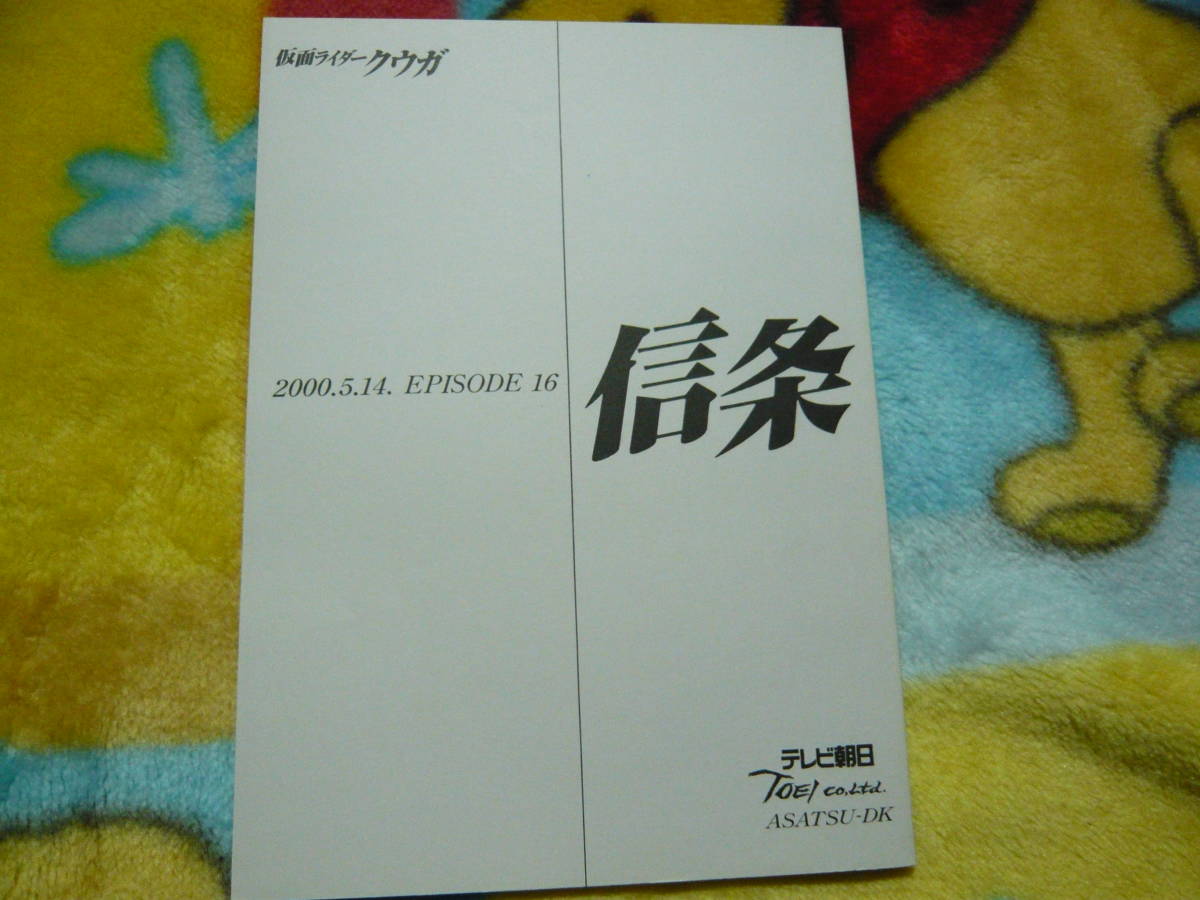 仮面ライダークウガ
2000.5.14. EPISODE 16
信条
テレビ朝日
TOEI CO.,Ltd.
ASATSU-DK